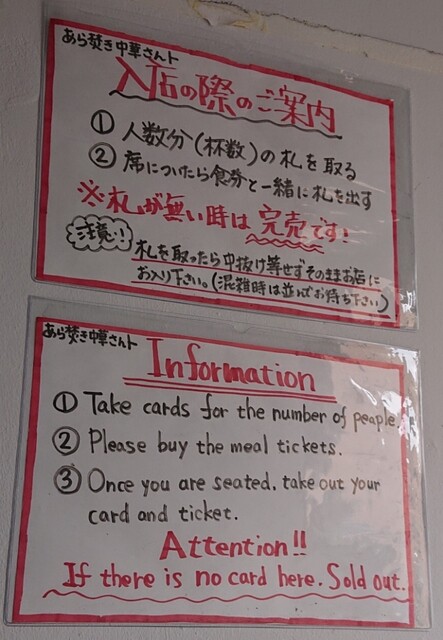 あら焚き中華さんト
入店の際のご案内
① 人数分(杯数)の札を取る
② 席についたら食券と一緒に札を出す
※札が無い時は完売です!
注意!! 札を取ったら中抜け等せずそのままお店に
お入り下さい。(混雑時は並んでお待ち下さい)
あら焚き中華さんト
Information
① Take cards for the number of peaple.
② Please buy the meal tickets.
③ Once you are seated. take out your
card and ticket.
Attention!!
If there is no card here. Sold out.